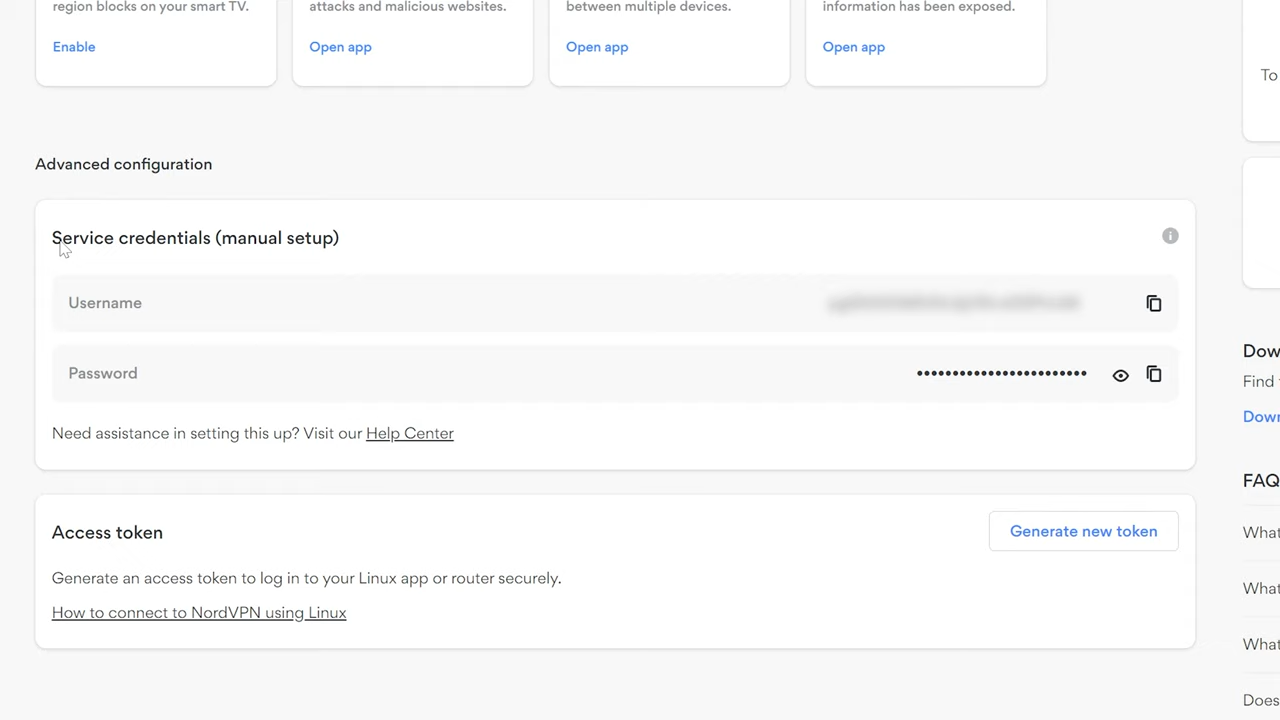 region blocks on your smart TV.
attacks and malicious websites.
between multiple devices.
information has been exposed.
Enable
Open app
Open app
Open app
To
Advanced configuration
Service credentials (manual setup)
Username
Password
••••••••••••••••••••••••
Need assistance in setting this up? Visit our Help Center
Access token
Generate new token
Generate an access token to log in to your Linux app or router securely.
How to connect to NordVPN using Linux
Dow
Find
Down
FAQ
What
What
What
Does